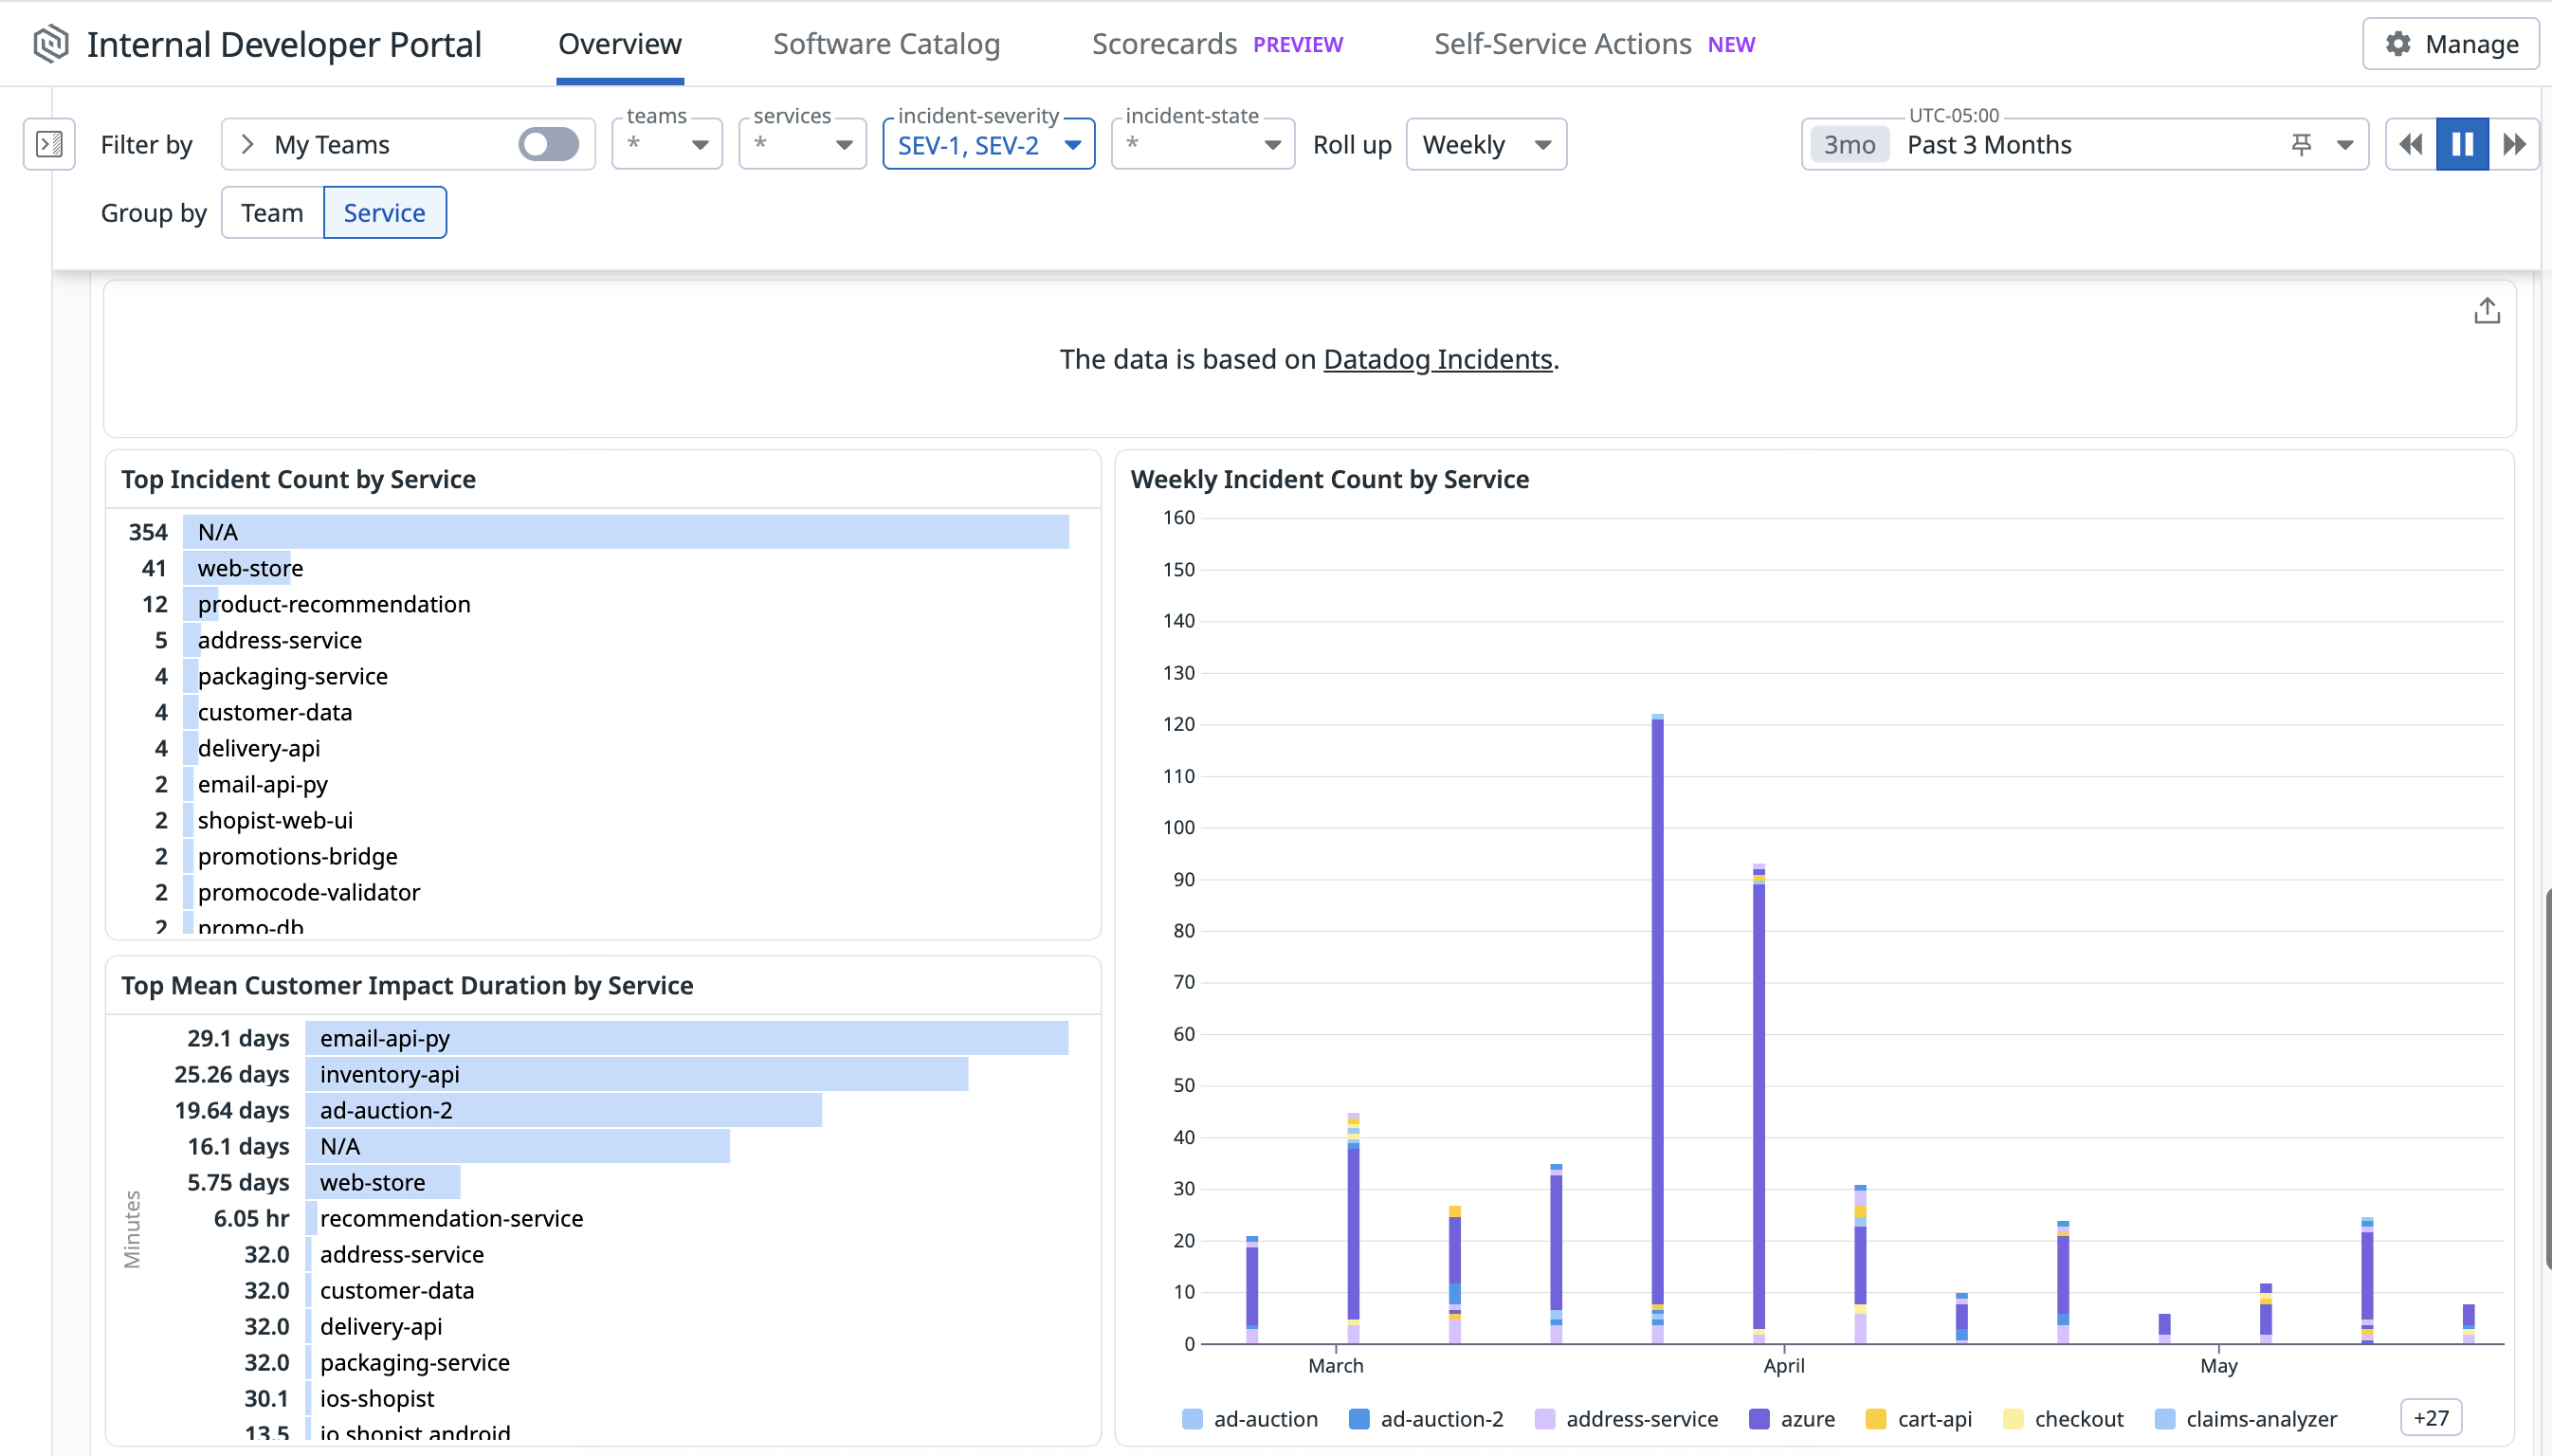 Internal Developer Portal Overview Software Catalog Scorecards PREVIEW Self-Service Actions NEW Manage
teams services incident-severity incident-state UTC-05:00
Filter by My Teams * * SEV-1, SEV-2 * Roll up Weekly 3mo Past 3 Months
Group by Team Service
The data is based on Datadog Incidents.
Top Incident Count by Service
354 N/A
41 web-store
12 product-recommendation
5 address-service
4 packaging-service
4 customer-data
4 delivery-api
2 email-api-py
2 shopist-web-ui
2 promotions-bridge
2 promocode-validator
2 promo-db
Top Mean Customer Impact Duration by Service
Minutes
29.1 days email-api-py
25.26 days inventory-api
19.64 days ad-auction-2
16.1 days N/A
5.75 days web-store
6.05 hr recommendation-service
32.0 address-service
32.0 customer-data
32.0 delivery-api
32.0 packaging-service
30.1 ios-shopist
13.5 io.shopist.android
Weekly Incident Count by Service
160
150
140
130
120
110
100
90
80
70
60
50
40
30
20
10
0
March April May
ad-auction ad-auction-2 address-service azure cart-api checkout claims-analyzer +27